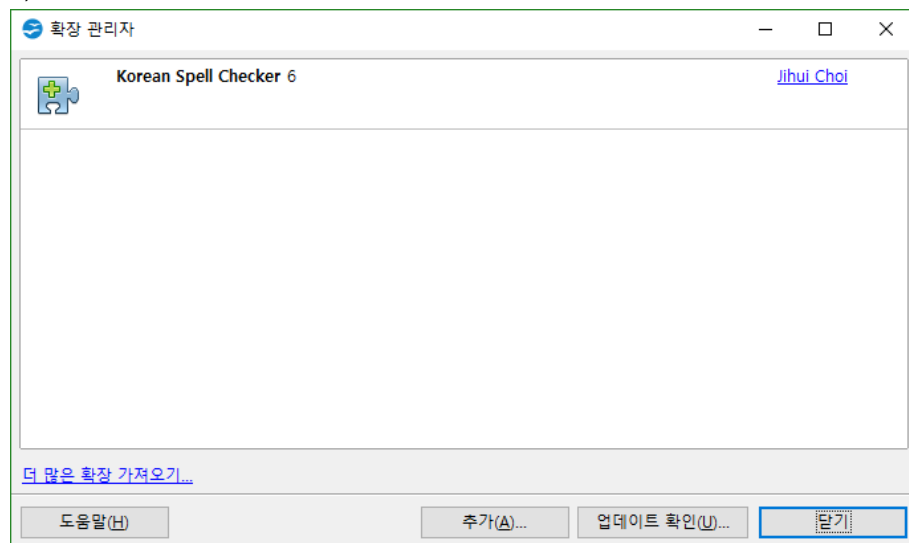 확장 관리자
Korean Spell Checker 6 Jihui Choi
더 많은 확장 가져오기...
도움말(H) 추가(A)... 업데이트 확인(U)... 닫기